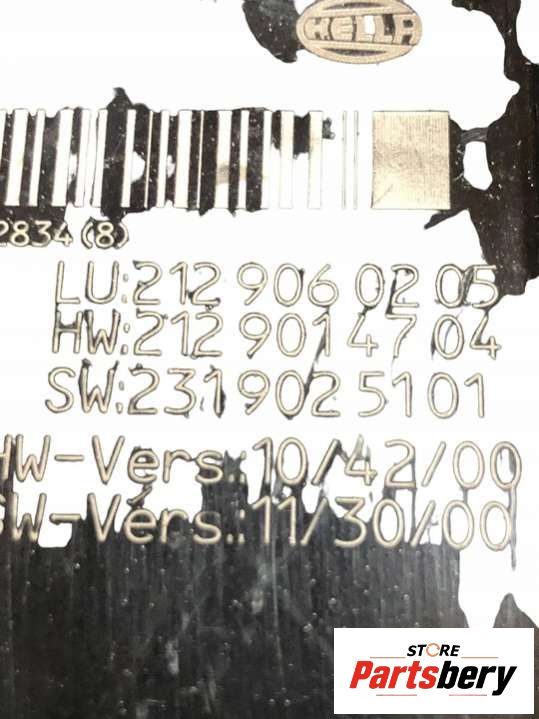 HELLA
2834 (8)
LU:212 906 02 05
HW:212 901 47 04
SW:231 902 51 01
HW-Vers.:10/42/00
SW-Vers.:11/30/00
STORE
Partsbery